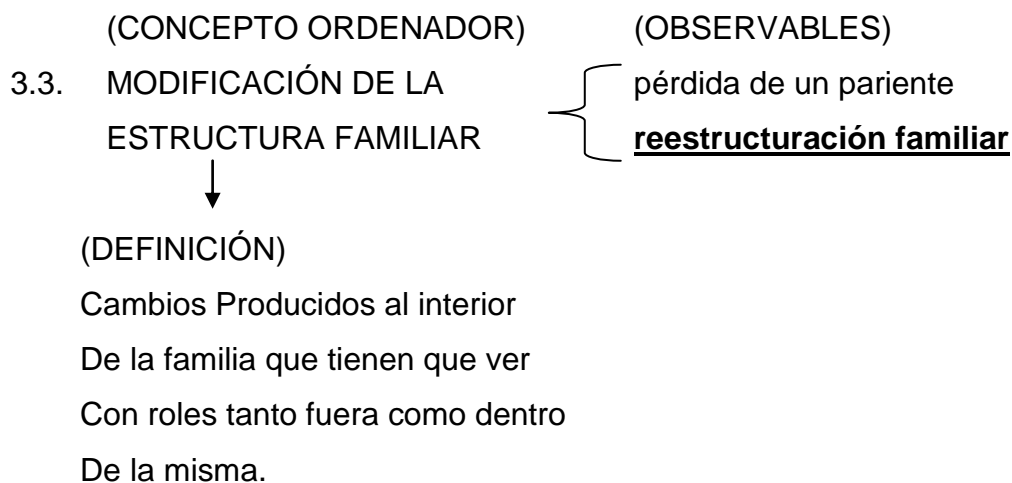 (CONCEPTO ORDENADOR) (OBSERVABLES)
3.3. MODIFICACIÓN DE LA pérdida de un pariente
ESTRUCTURA FAMILIAR reestructuración familiar
(DEFINICIÓN)
Cambios Producidos al interior
De la familia que tienen que ver
Con roles tanto fuera como dentro
De la misma.